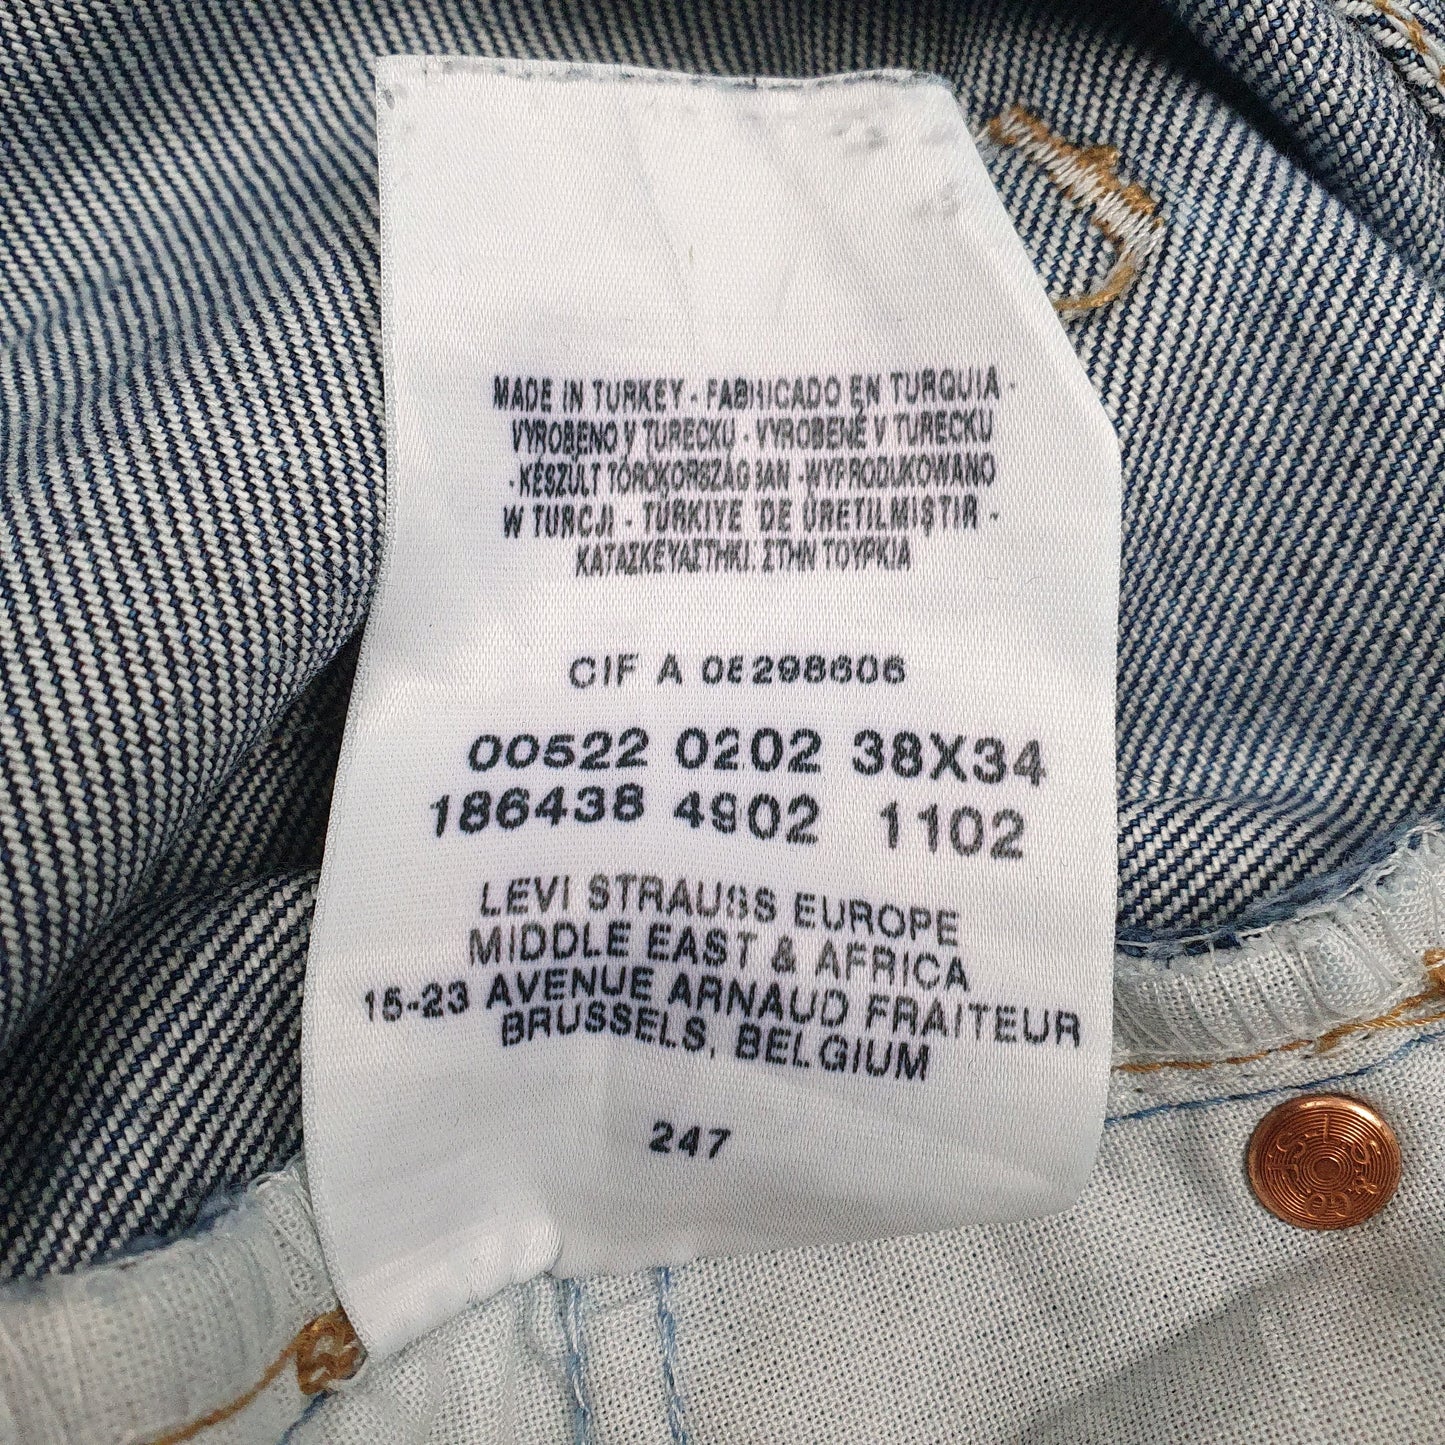 MADE IN TURKEY - FABRICADO EN TURQUIA -
VYROBENO V TURECKU - VYROBENÉ V TURECKU
- KÉSZÜLT TÖRÖKORSZÁG BAN - WYPRODUKOWANO
W TURCJI - TÜRKIYE 'DE ÜRETILMIŞTIR -
ΚΑΤΑΣΚΕΥΑΣΤΗΚΕ ΣΤΗΝ ΤΟΥΡΚΙΑ
CIF A 08298606
00522 0202 38X34
186438 4902 1102
LEVI STRAUSS EUROPE
MIDDLE EAST & AFRICA
15-23 AVENUE ARNAUD FRAITEUR
BRUSSELS, BELGIUM
247